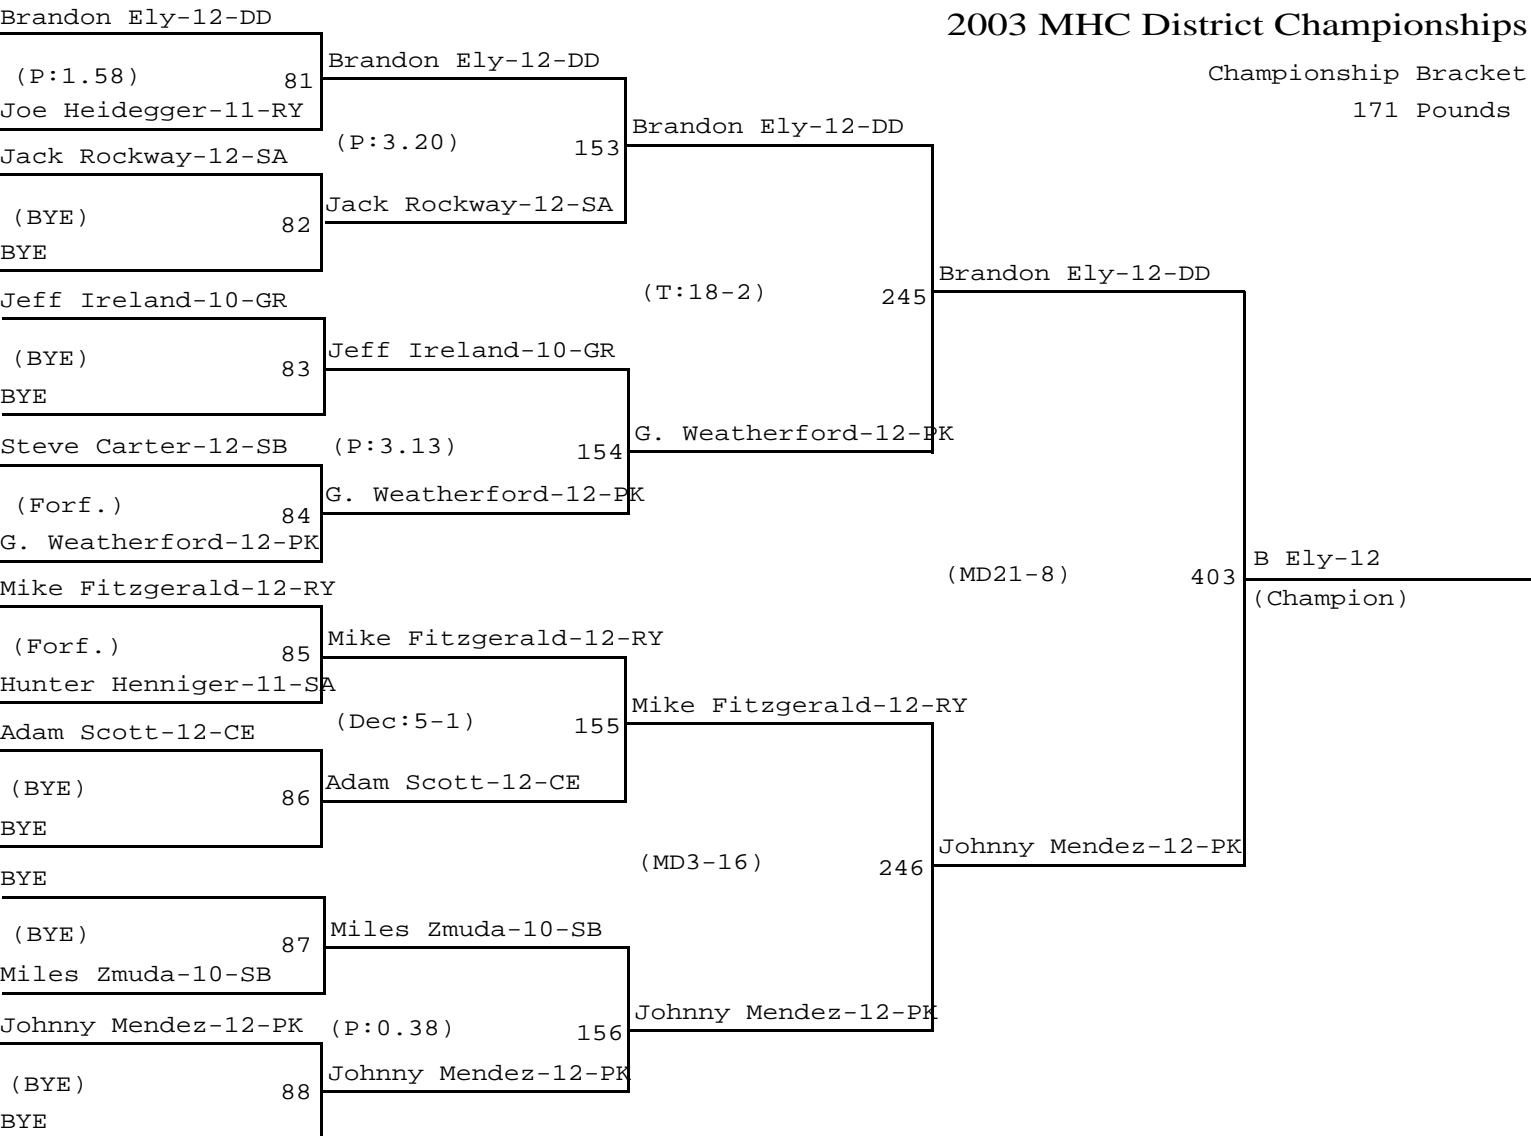 2003 MHC District Championships
Championship Bracket
171 Pounds
Brandon Ely-12-DD
(P:1.58)
81
Joe Heidegger-11-RY
Jack Rockway-12-SA
(BYE)
82
BYE
Jeff Ireland-10-GR
(BYE)
83
BYE
Steve Carter-12-SB
(Forf.)
84
G. Weatherford-12-PK
Mike Fitzgerald-12-RY
(Forf.)
85
Hunter Henniger-11-SA
Adam Scott-12-CE
(BYE)
86
BYE
BYE
(BYE)
87
Miles Zmuda-10-SB
Johnny Mendez-12-PK
(BYE)
88
BYE
Brandon Ely-12-DD
(P:3.20)
153
Jack Rockway-12-SA
Jeff Ireland-10-GR
(P:3.13)
154
G. Weatherford-12-PK
Mike Fitzgerald-12-RY
(Dec:5-1)
155
Adam Scott-12-CE
Miles Zmuda-10-SB
(P:0.38)
156
Johnny Mendez-12-PK
Brandon Ely-12-DD
(T:18-2)
245
G. Weatherford-12-PK
Mike Fitzgerald-12-RY
(MD3-16)
246
Johnny Mendez-12-PK
Brandon Ely-12-DD
(MD21-8)
403
Johnny Mendez-12-PK
B Ely-12
(Champion)